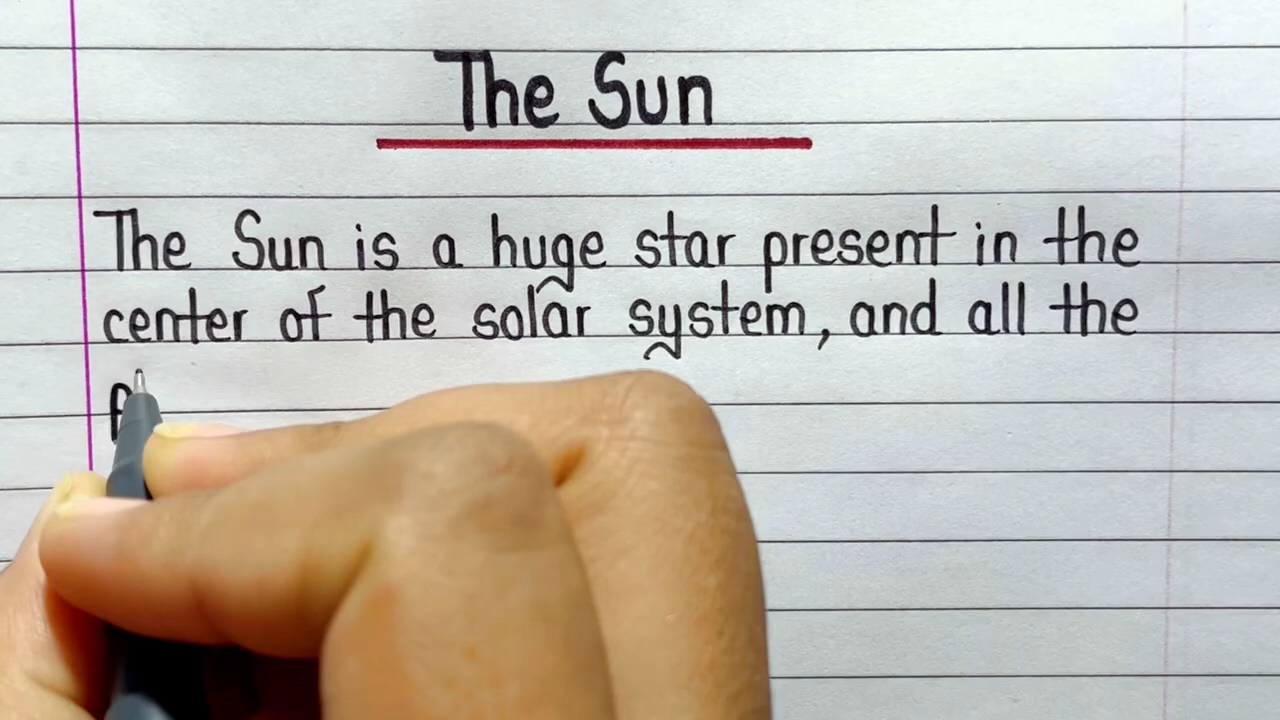 The Sun
The Sun is a huge star present in the
center of the solar system, and all the
p